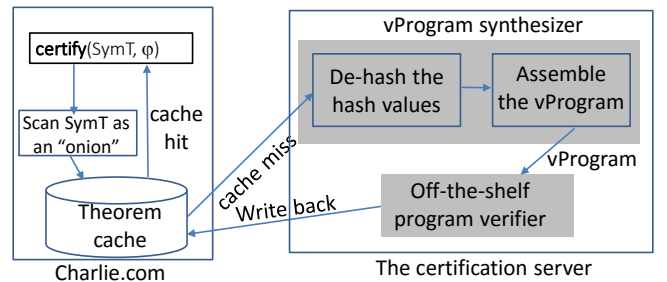 certify(SymT, φ)
Scan SymT as
an “onion”
cache
hit
Theorem
cache
Charlie.com
cache miss
Write back
vProgram synthesizer
De-hash the
hash values
Assemble
the vProgram
vProgram
Off-the-shelf
program verifier
The certification server